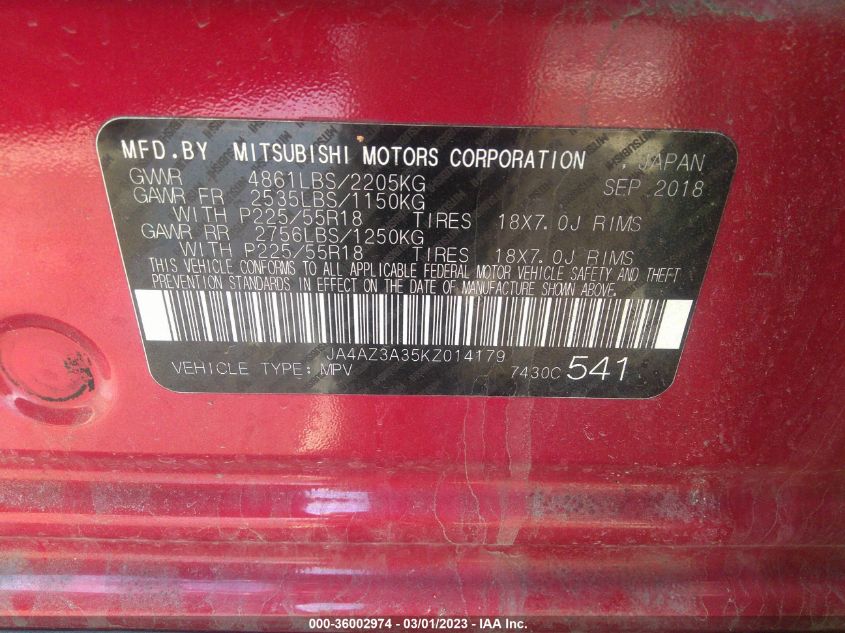 MFD.BY MITSUBISHI MOTORS CORPORATION , JAPAN
GVWR 4861LBS/2205KG SEP 2018
GAWR FR 2535LBS/1150KG
WITH P225/55R18 TIRES 18X7.0J RIMS
GAWR RR 2756LBS/1250KG
WITH P225/55R18 TIRES 18X7.0J RIMS
THIS VEHICLE CONFORMS TO ALL APPLICABLE FEDERAL MOTOR VEHICLE SAFETY AND THEFT
PREVENTION STANDARDS IN EFFECT ON THE DATE OF MANUFACTURE SHOWN ABOVE.
JA4AZ3A35KZ014179
VEHICLE TYPE: MPV 7430C 541
000-36002974 - 03/01/2023 - IAA Inc.